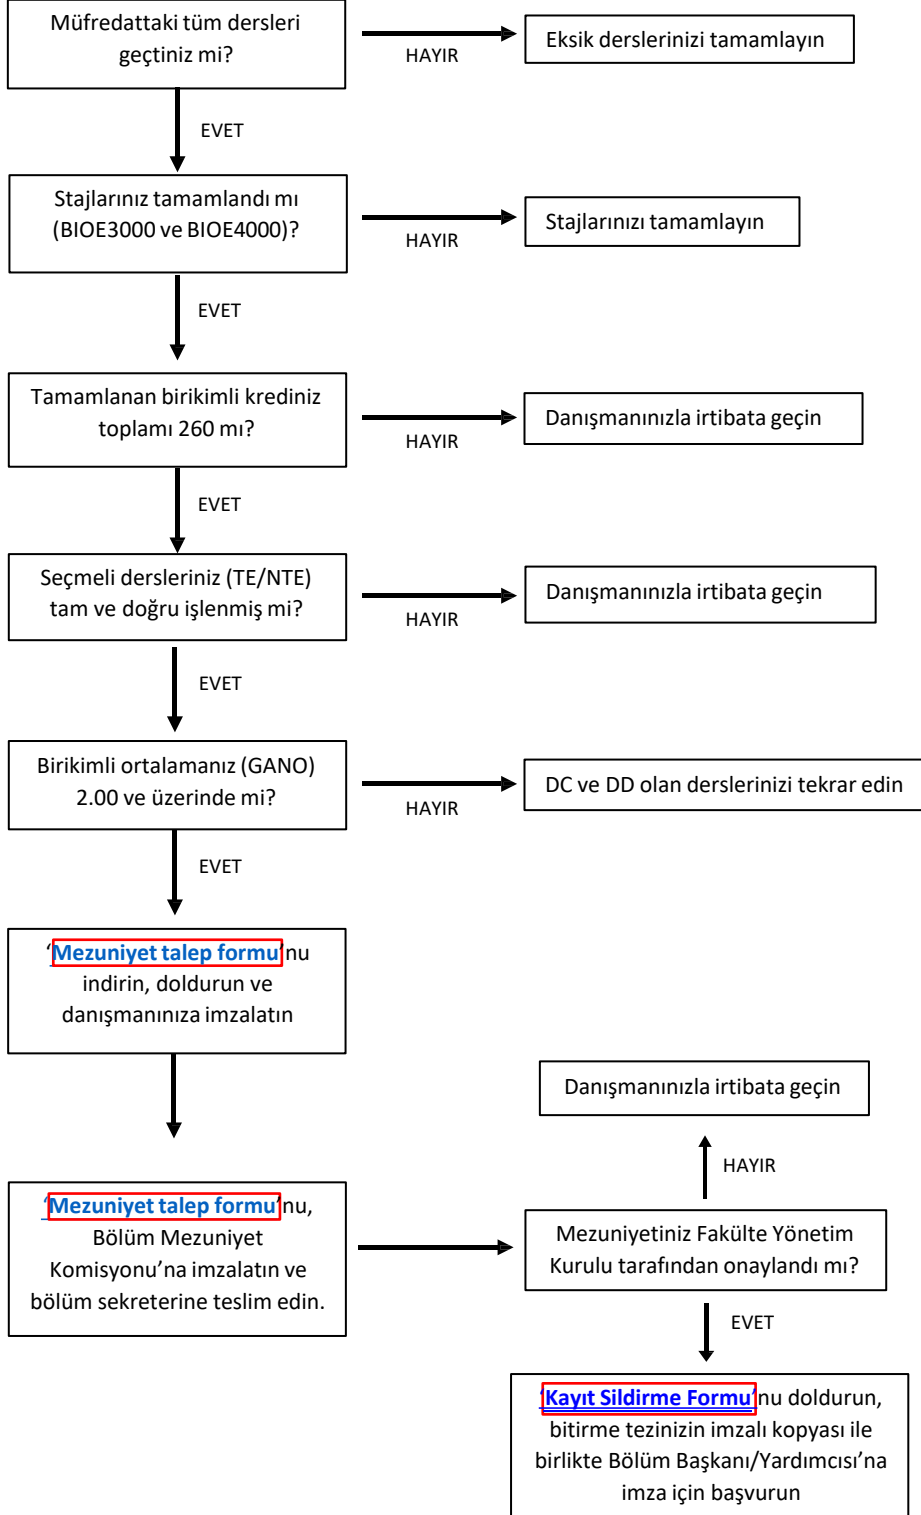 Müfredattaki tüm dersleri
geçtiniz mi?
HAYIR
Eksik derslerinizi tamamlayın
EVET
Stajlarınız tamamlandı mı
(BIOE3000 ve BIOE4000)?
HAYIR
Stajlarınızı tamamlayın
EVET
Tamamlanan birikimli krediniz
toplamı 260 mı?
HAYIR
Danışmanınızla irtibata geçin
EVET
Seçmeli dersleriniz (TE/NTE)
tam ve doğru işlenmiş mi?
HAYIR
Danışmanınızla irtibata geçin
EVET
Birikimli ortalamanız (GANO)
2.00 ve üzerinde mi?
HAYIR
DC ve DD olan derslerinizi tekrar edin
EVET
‘Mezuniyet talep formu’nu
indirin, doldurun ve
danışmanınıza imzalatın
‘Mezuniyet talep formu’nu,
Bölüm Mezuniyet
Komisyonu’na imzalatın ve
bölüm sekreterine teslim edin.
Danışmanınızla irtibata geçin
HAYIR
Mezuniyetiniz Fakülte Yönetim
Kurulu tarafından onaylandı mı?
EVET
‘Kayıt Sildirme Formu’nu doldurun,
bitirme tezinizin imzalı kopyası ile
birlikte Bölüm Başkanı/Yardımcısı’na
imza için başvurun